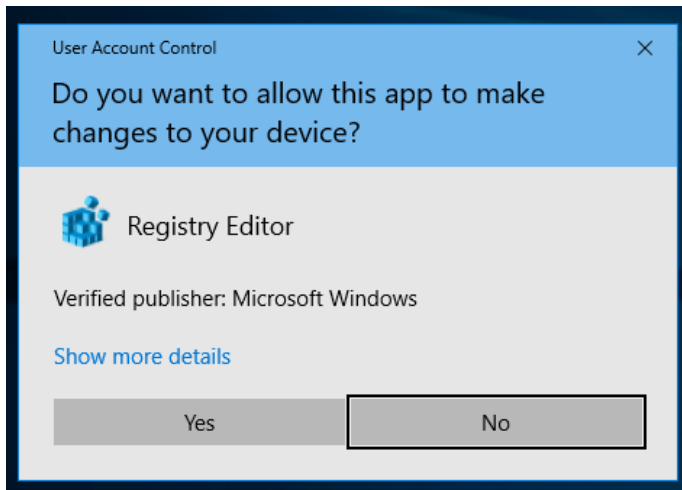 User Account Control
Do you want to allow this app to make
changes to your device?
Registry Editor
Verified publisher: Microsoft Windows
Show more details
Yes
No